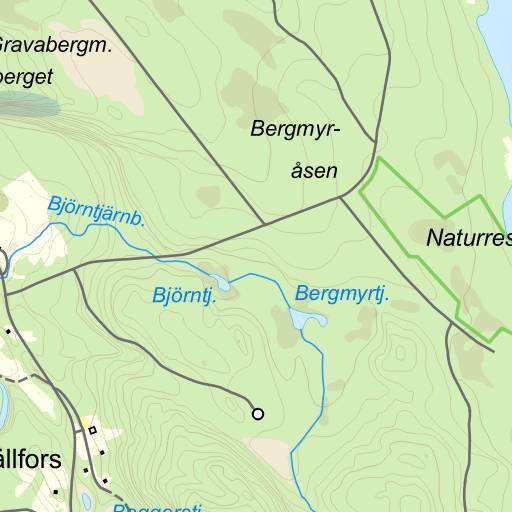 Gravabergm.
berget
Bergmyr-
åsen
Björntjärnb.
Naturres
Björntj.
Bergmyrtj.
ällfors